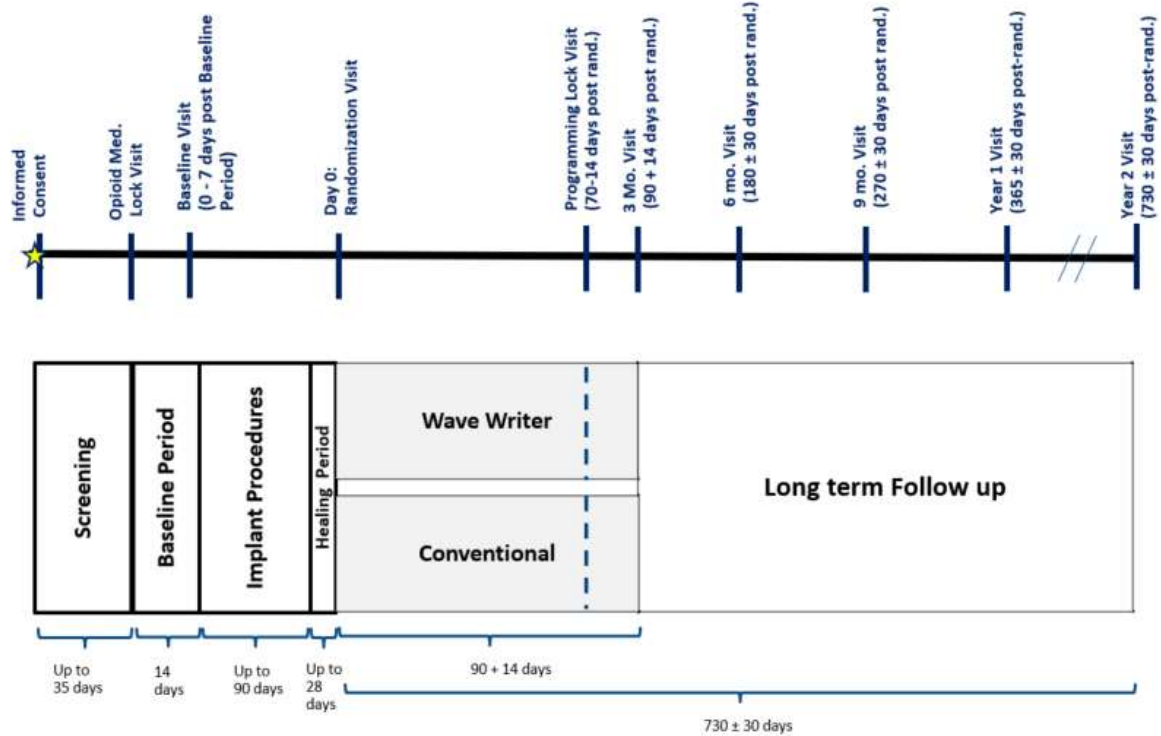 Informed
Consent
Opioid Med.
Lock Visit
Baseline Visit
(0 - 7 days post Baseline
Period)
Day 0:
Randomization Visit
Programming Lock Visit
(70-14 days post rand.)
3 Mo. Visit
(90 + 14 days post rand.)
6 mo. Visit
(180 ± 30 days post rand.)
9 mo. Visit
(270 ± 30 days post rand.)
Year 1 Visit
(365 ± 30 days post-rand.)
Year 2 Visit
(730 ± 30 days post-rand.)
Screening
Baseline Period
Implant Procedures
Healing Period
Wave Writer
Conventional
Long term Follow up
Up to
35 days
14
days
Up to
90 days
Up to
28
days
90 + 14 days
730 ± 30 days